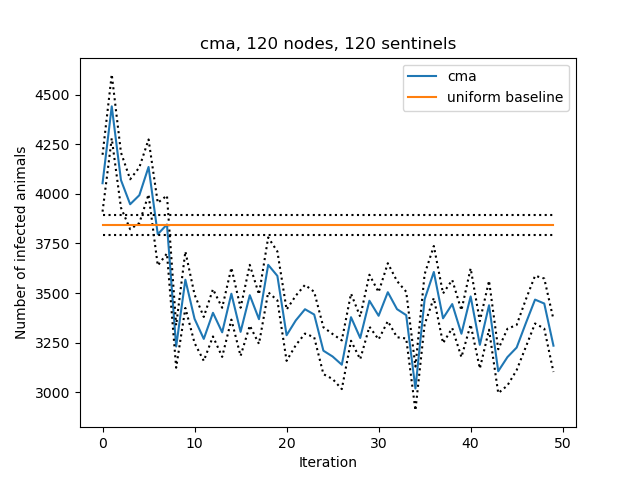 cma, 120 nodes, 120 sentinels
cma
uniform baseline
Number of infected animals
4500
4250
4000
3750
3500
3250
3000
0 10 20 30 40 50
Iteration